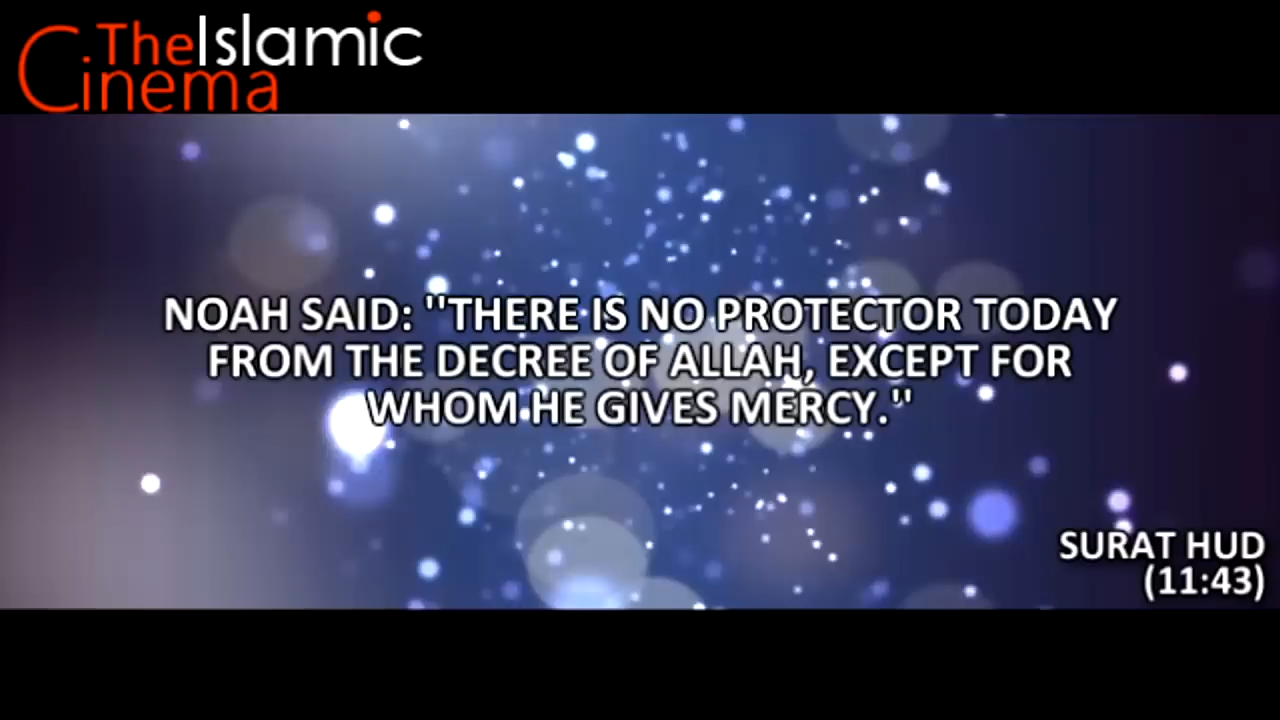 TheIslamic
Cinema
NOAH SAID: "THERE IS NO PROTECTOR TODAY
FROM THE DECREE OF ALLAH, EXCEPT FOR
WHOM HE GIVES MERCY."
SURAT HUD
(11:43)